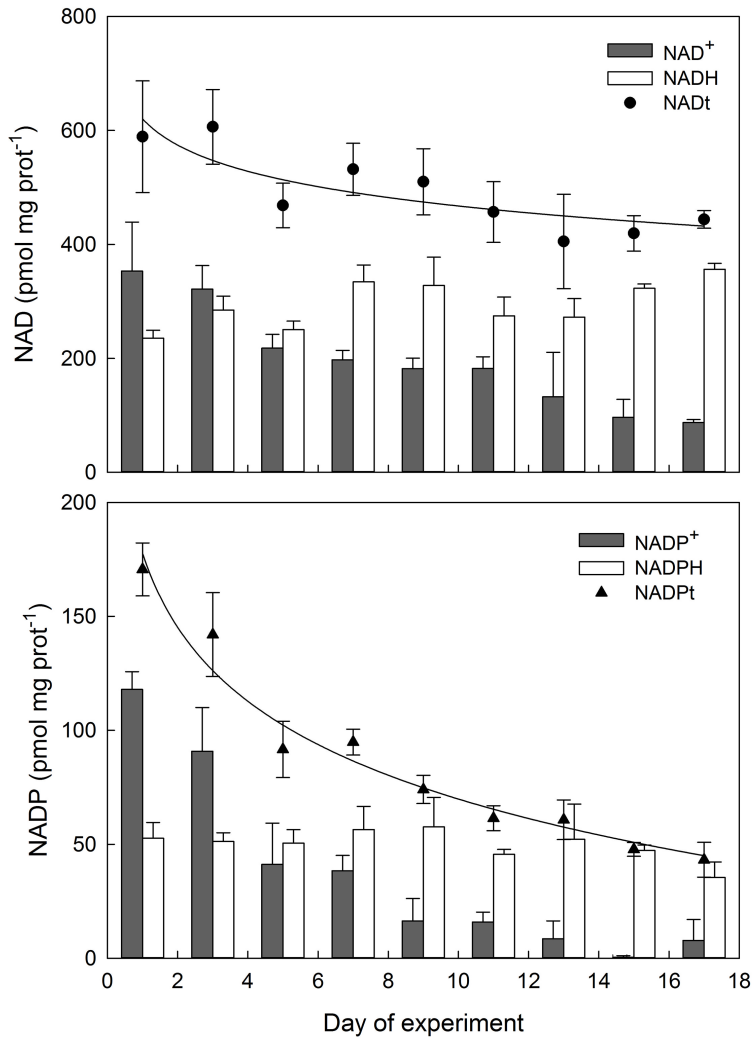 800
600
400
200
0
NAD (pmol mg prot⁻¹)
NAD⁺
NADH
NADt
200
150
100
50
0
NADP (pmol mg prot⁻¹)
NADP⁺
NADPH
NADPt
0 2 4 6 8 10 12 14 16 18
Day of experiment